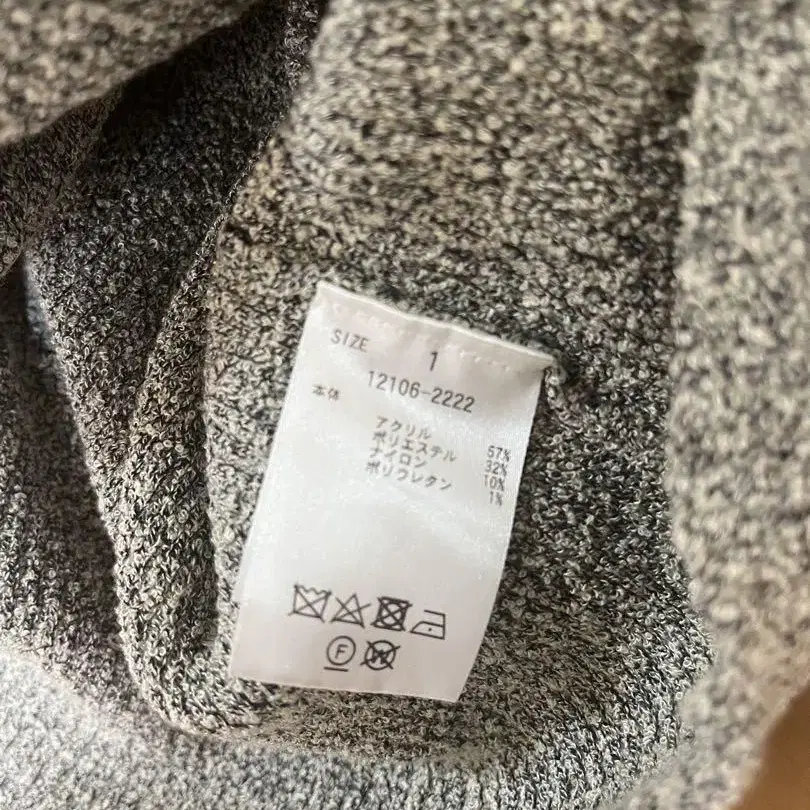 SIZE 1
12106-2222
本体
アクリル 57%
ポリエステル 32%
ナイロン 10%
ポリウレタン 1%
F
W